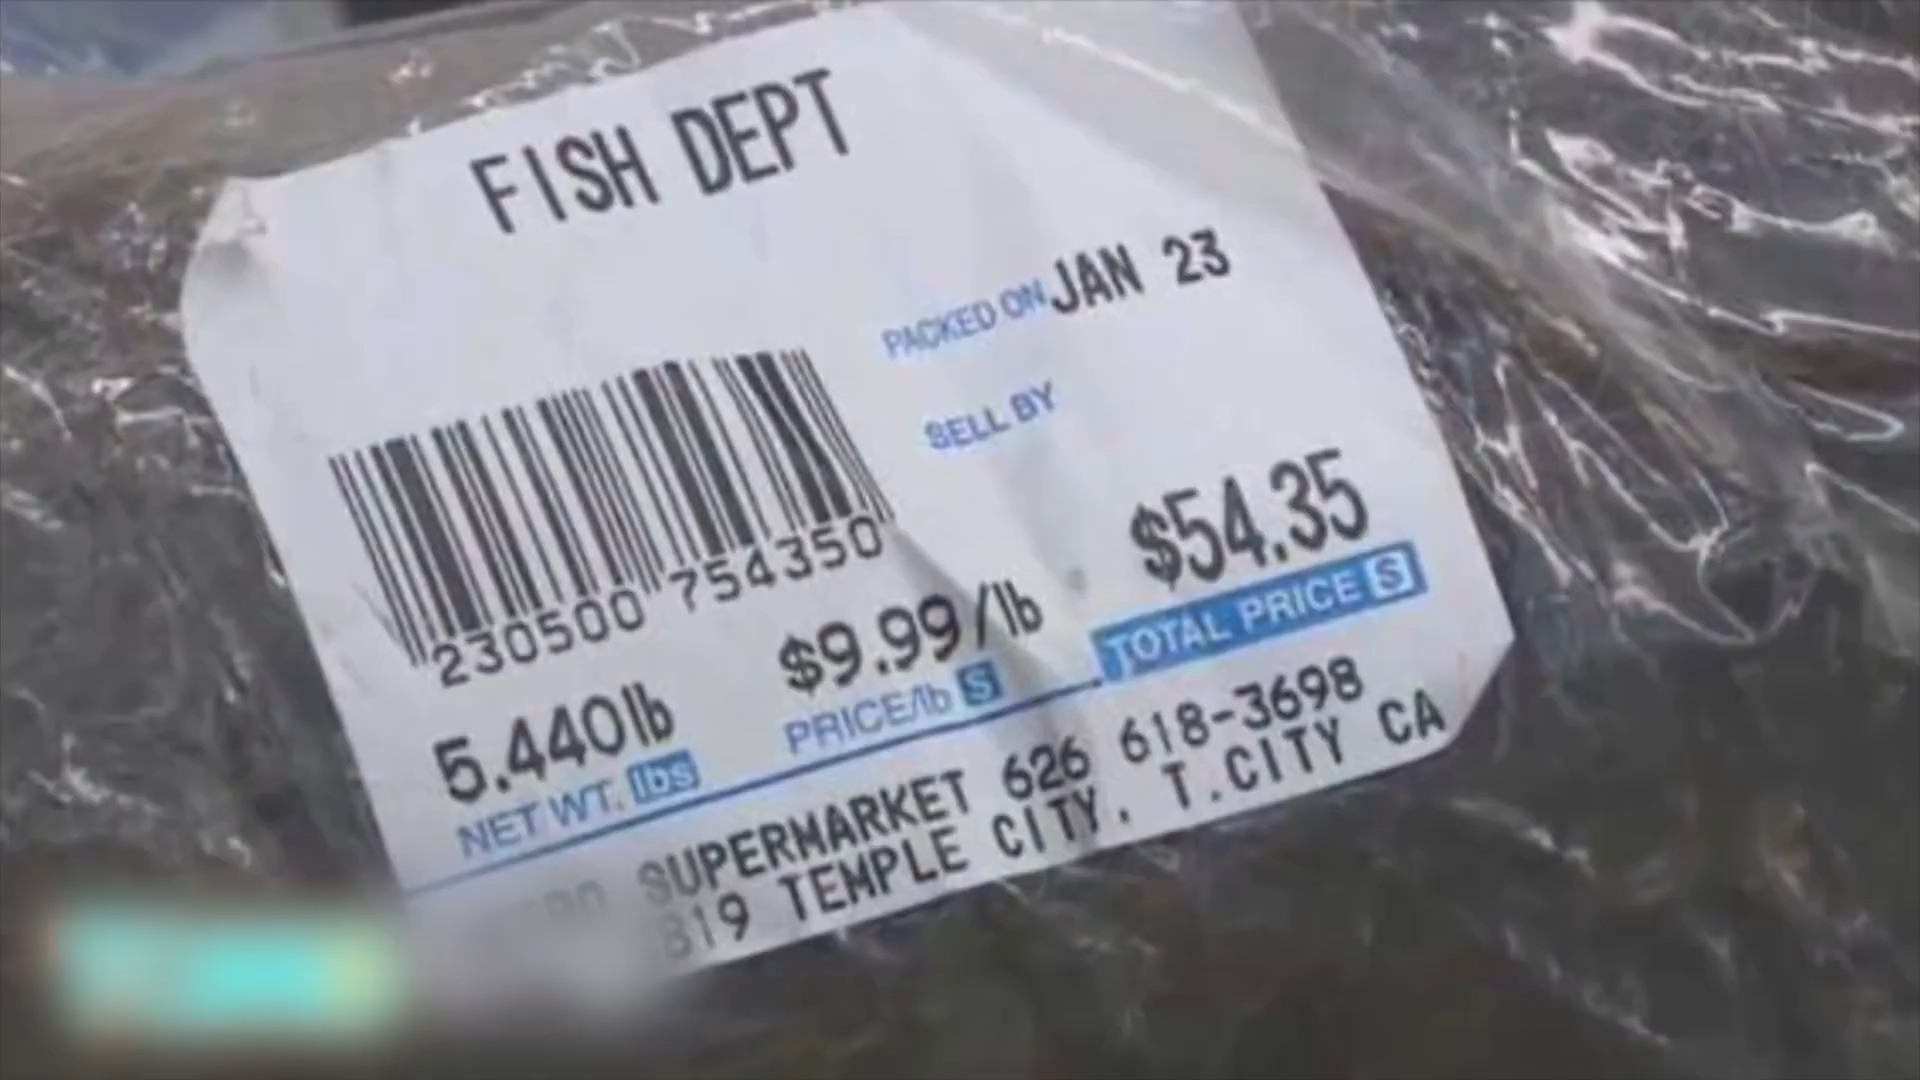 FISH DEPT
PACKED ON JAN 23
SELL BY
230500 754350
$54.35
TOTAL PRICE S
5.440lb
$9.99/lb
NET WT. lbs
PRICE/lb S
SUPERMARKET 626 618-3698
819 TEMPLE CITY. T.CITY CA